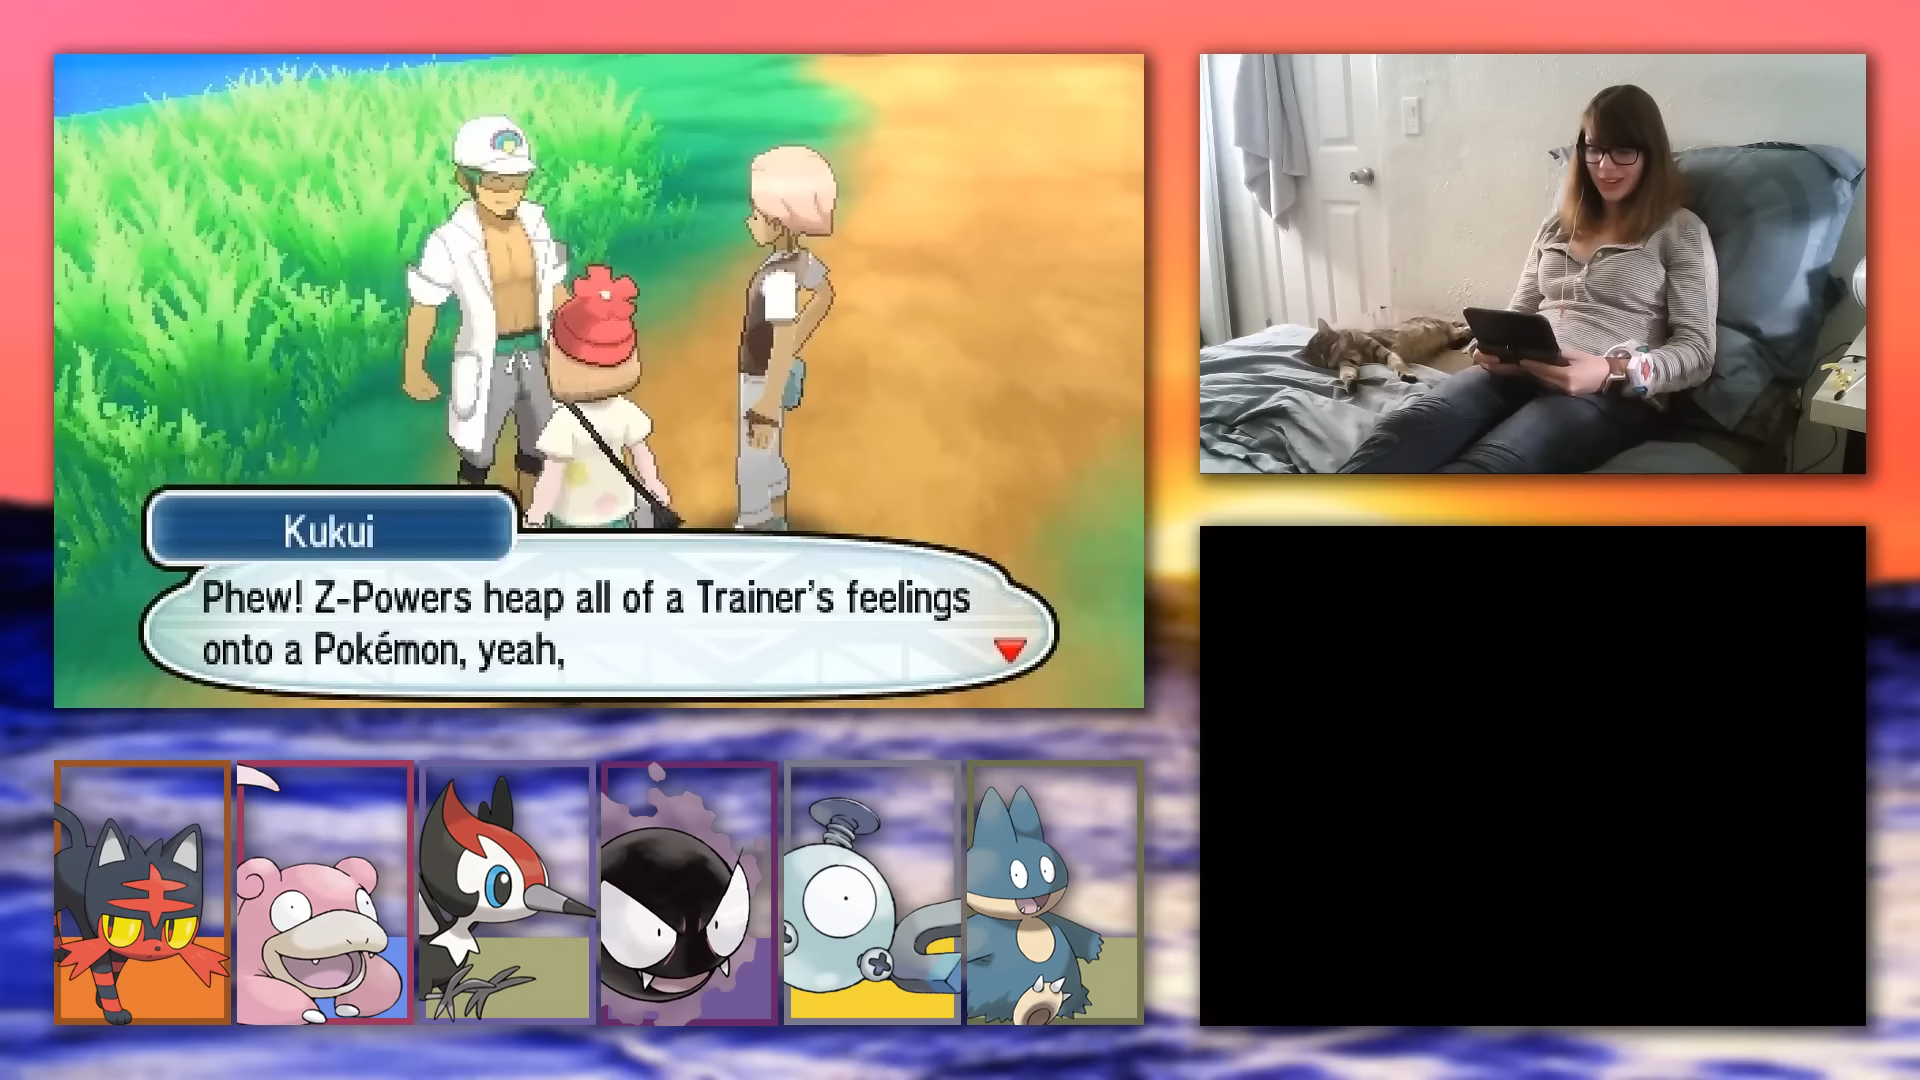 Kukui
Phew! Z-Powers heap all of a Trainer's feelings
onto a Pokémon, yeah,